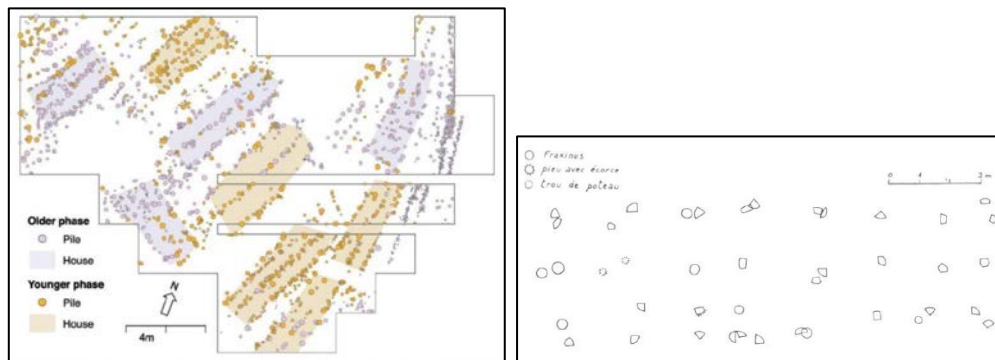 Older phase
Pile
House
Younger phase
Pile
House
N
4m
Fraxinus
pieu avec écorce
trou de poteau
0 1 3 m